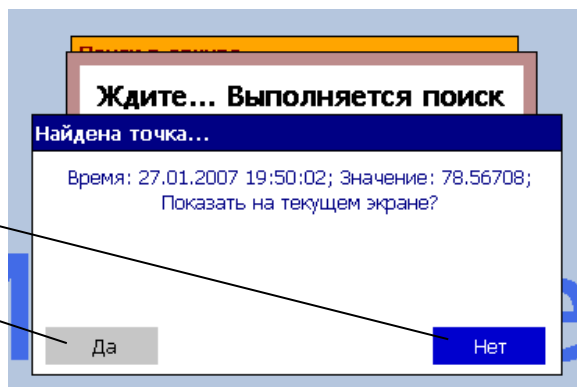 Ждите... Выполняется поиск
Найдена точка...
Время: 27.01.2007 19:50:02; Значение: 78.56708;
Показать на текущем экране?
Да
Нет